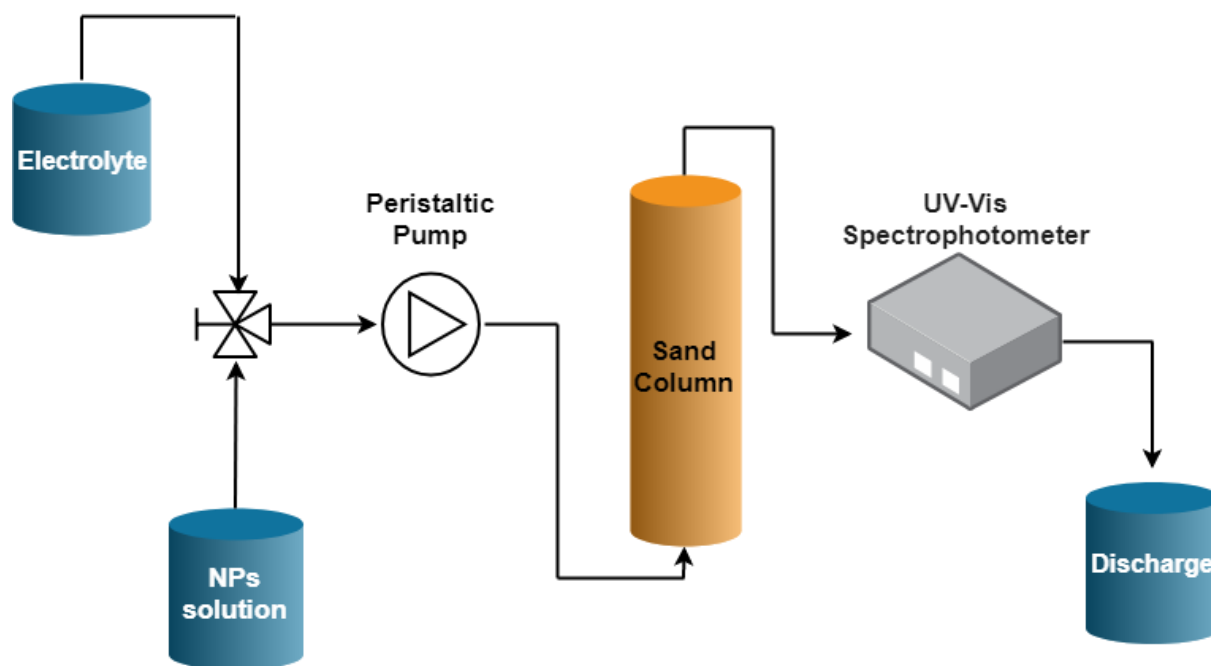 Electrolyte
Peristaltic
Pump
UV-Vis
Spectrophotometer
Sand
Column
NPs
solution
Discharge